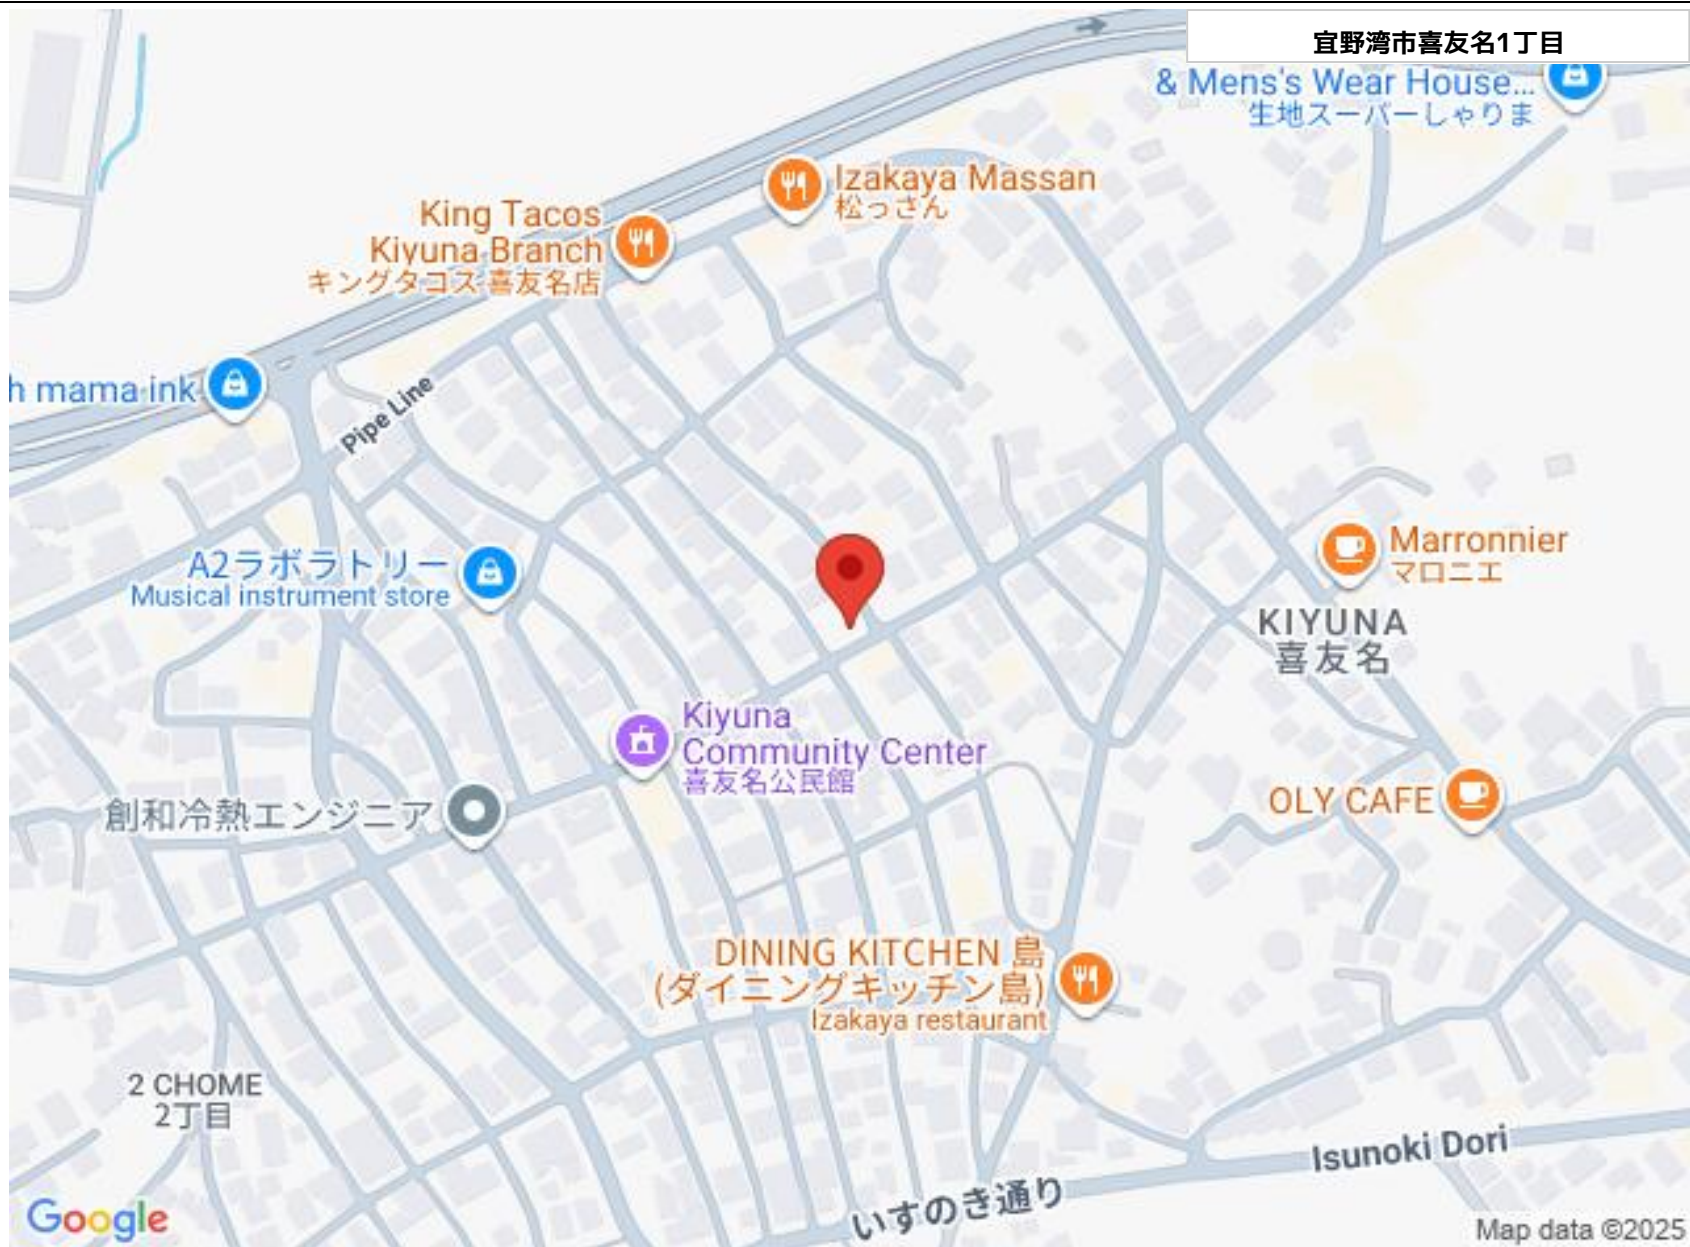 宜野湾市喜友名1丁目
& Mens's Wear House...
生地スーパーしゃりま
Izakaya Massan
松っさん
King Tacos
Kiyuna Branch
キングタコス 喜友名店
h mama ink
Pipe Line
A2ラボラトリー
Musical instrument store
Marronnier
マロニエ
KIYUNA
喜友名
Kiyuna
Community Center
喜友名公民館
OLY CAFE
創和冷熱エンジニア
DINING KITCHEN 島
(ダイニングキッチン島)
Izakaya restaurant
2 CHOME
2丁目
Isunoki Dori
いすのき通り
Google
Map data ©2025